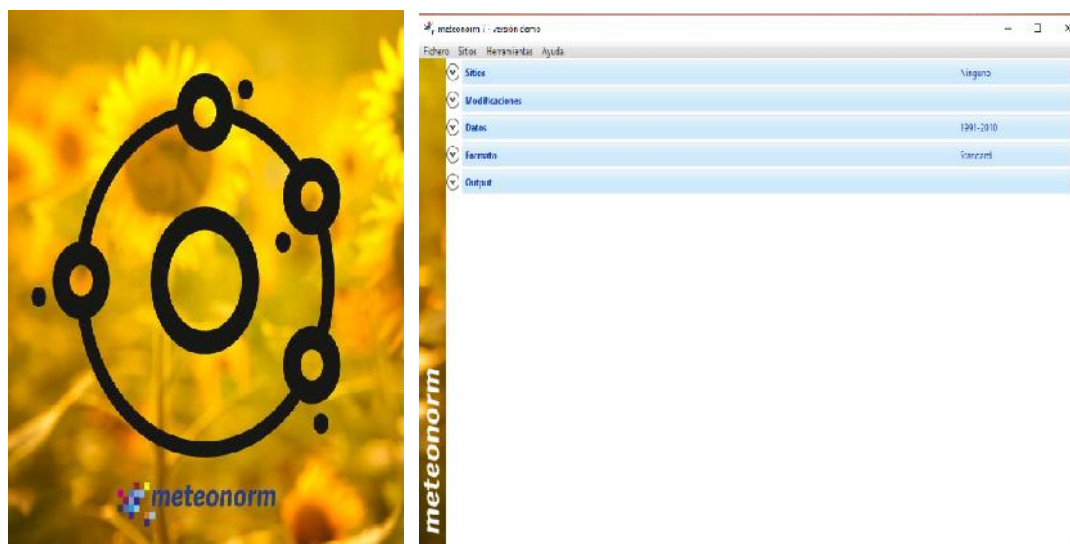 meteonorm
meteonorm 7 - versión demo
Fichero Sitios Herramientas Ayuda
Sitios Ninguno
Modificaciones
Datos 1991-2010
Formato Standard
Output
meteonorm